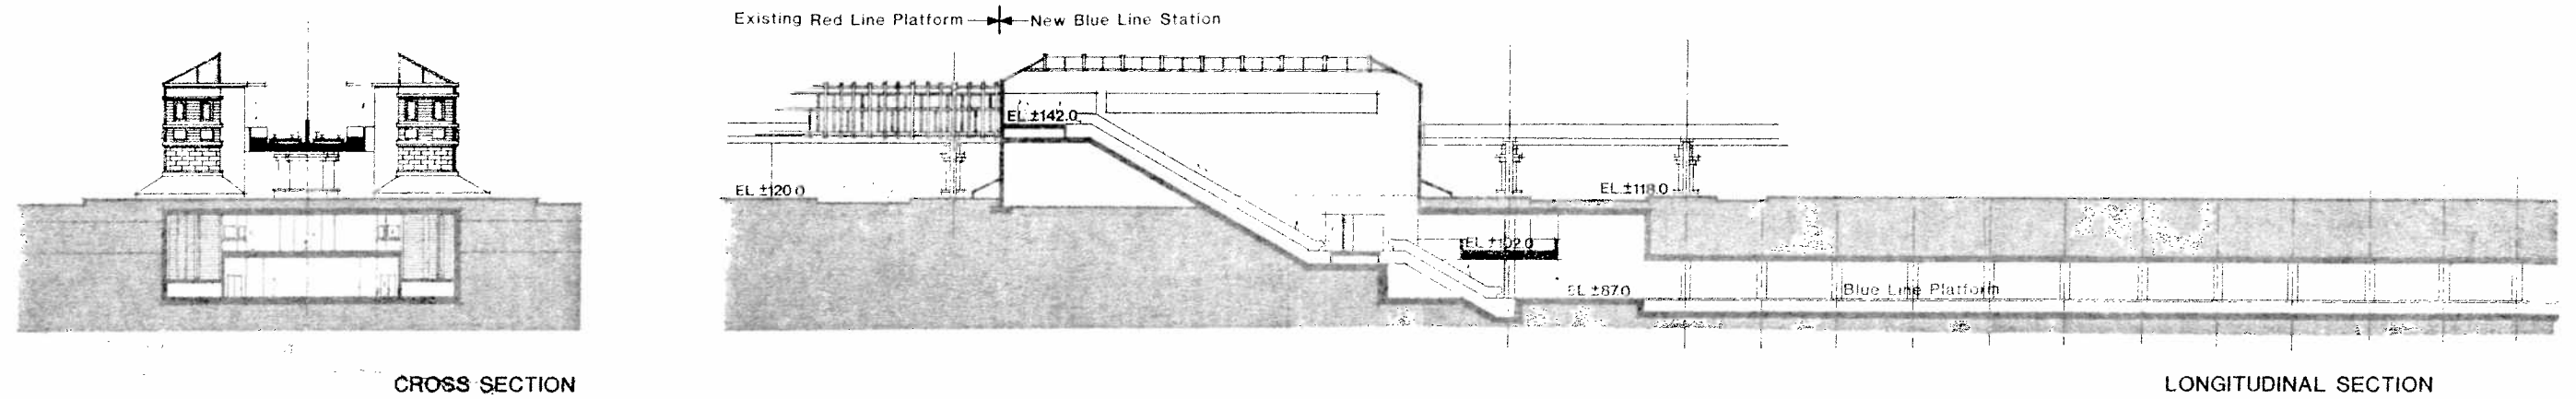 Existing Red Line Platform
New Blue Line Station
EL ±142.0
EL ±120.0
EL ±118.0
EL ±102.0
EL ±87.0
Blue Line Platform
CROSS SECTION
LONGITUDINAL SECTION